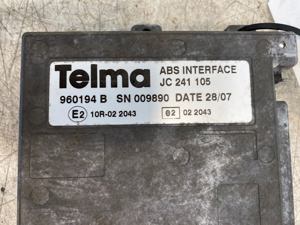 Telma ABS INTERFACE
JC 241 105
960194 B SN 009890 DATE 28/07
E2 10R-02 2043 e2 02 2043